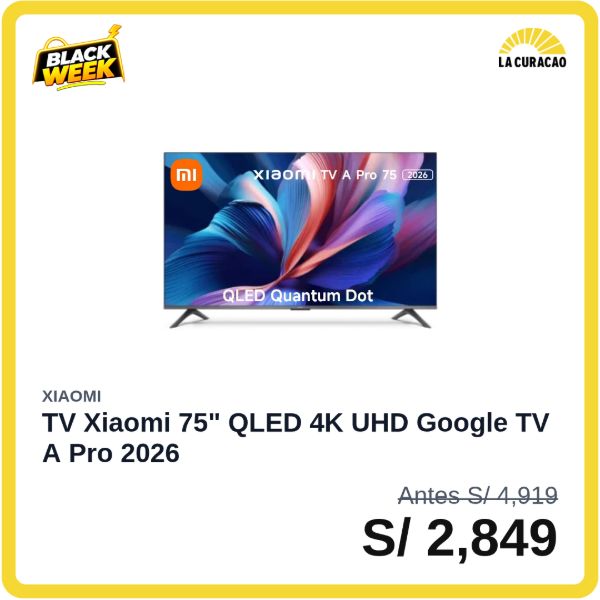 BLACK
WEEK
LA CURACAO
mi
xiaomi TV A Pro 75 2026
QLED Quantum Dot
XIAOMI
TV Xiaomi 75" QLED 4K UHD Google TV
A Pro 2026
Antes S/ 4,919
S/ 2,849